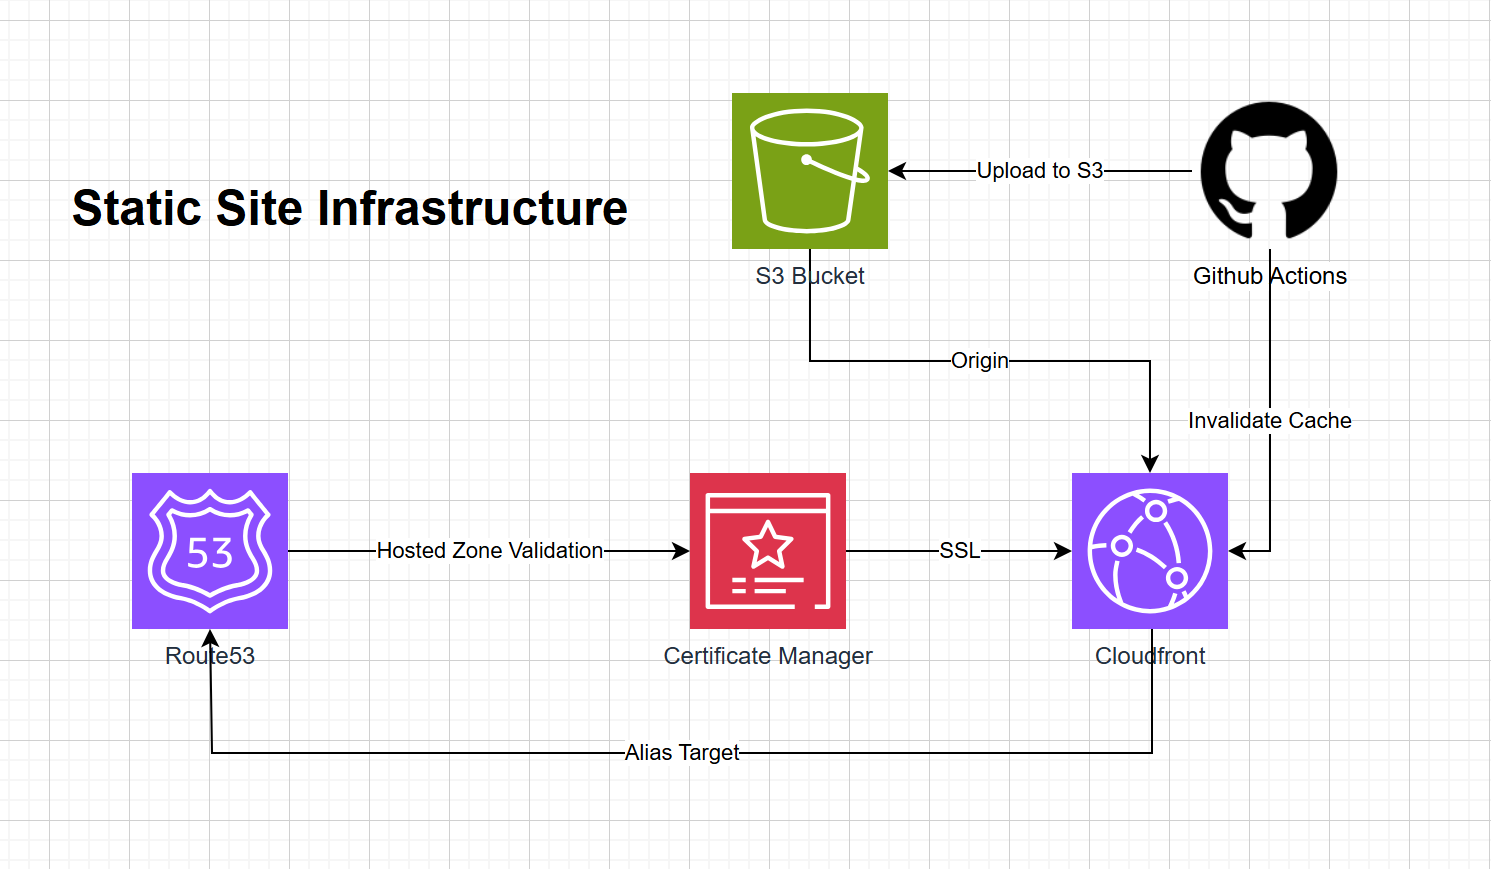 Static Site Infrastructure
Upload to S3
S3 Bucket
Github Actions
Origin
Invalidate Cache
53
Hosted Zone Validation
SSL
Route53
Certificate Manager
Cloudfront
Alias Target